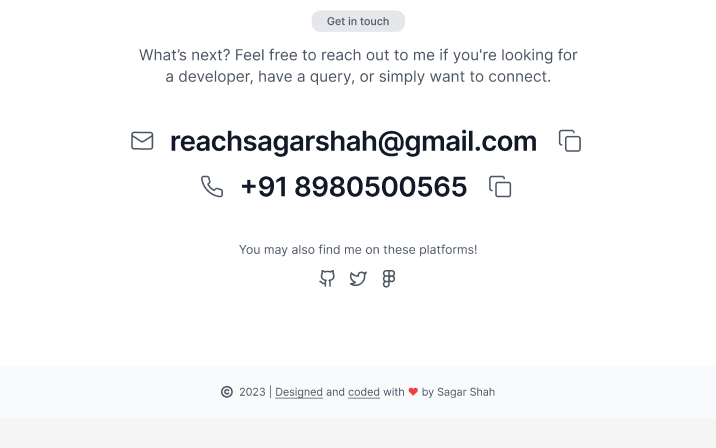 Get in touch
What’s next? Feel free to reach out to me if you're looking for
a developer, have a query, or simply want to connect.
reachsagarshah@gmail.com
+91 8980500565
You may also find me on these platforms!
© 2023 | Designed and coded with ❤ by Sagar Shah